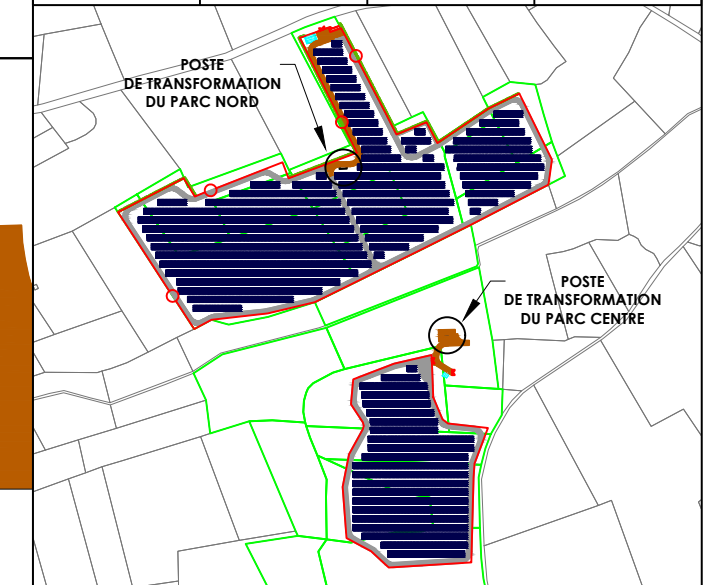 POSTE
DE TRANSFORMATION
DU PARC NORD
POSTE
DE TRANSFORMATION
DU PARC CENTRE